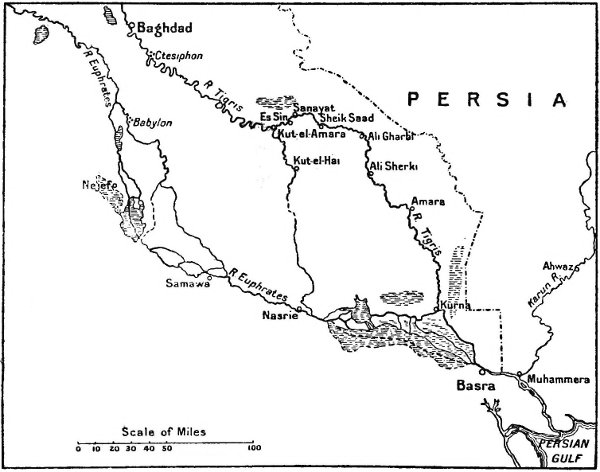 Baghdad
Ctesiphon
R Euphrates
R Tigris
PERSIA
Sanayat
Es Sin
Sheik Saad
Kut-el-Amara
Ali Gharbi
Babylon
Kut-el-Hai
Ali Sherki
Nejef
Amara
R. Tigris
Ahwaz
Karun R.
R Euphrates
Samawa
Kurna
Nasrie
Basra
Muhammera
Scale of Miles
0 10 20 30 40 50 100
PERSIAN
GULF